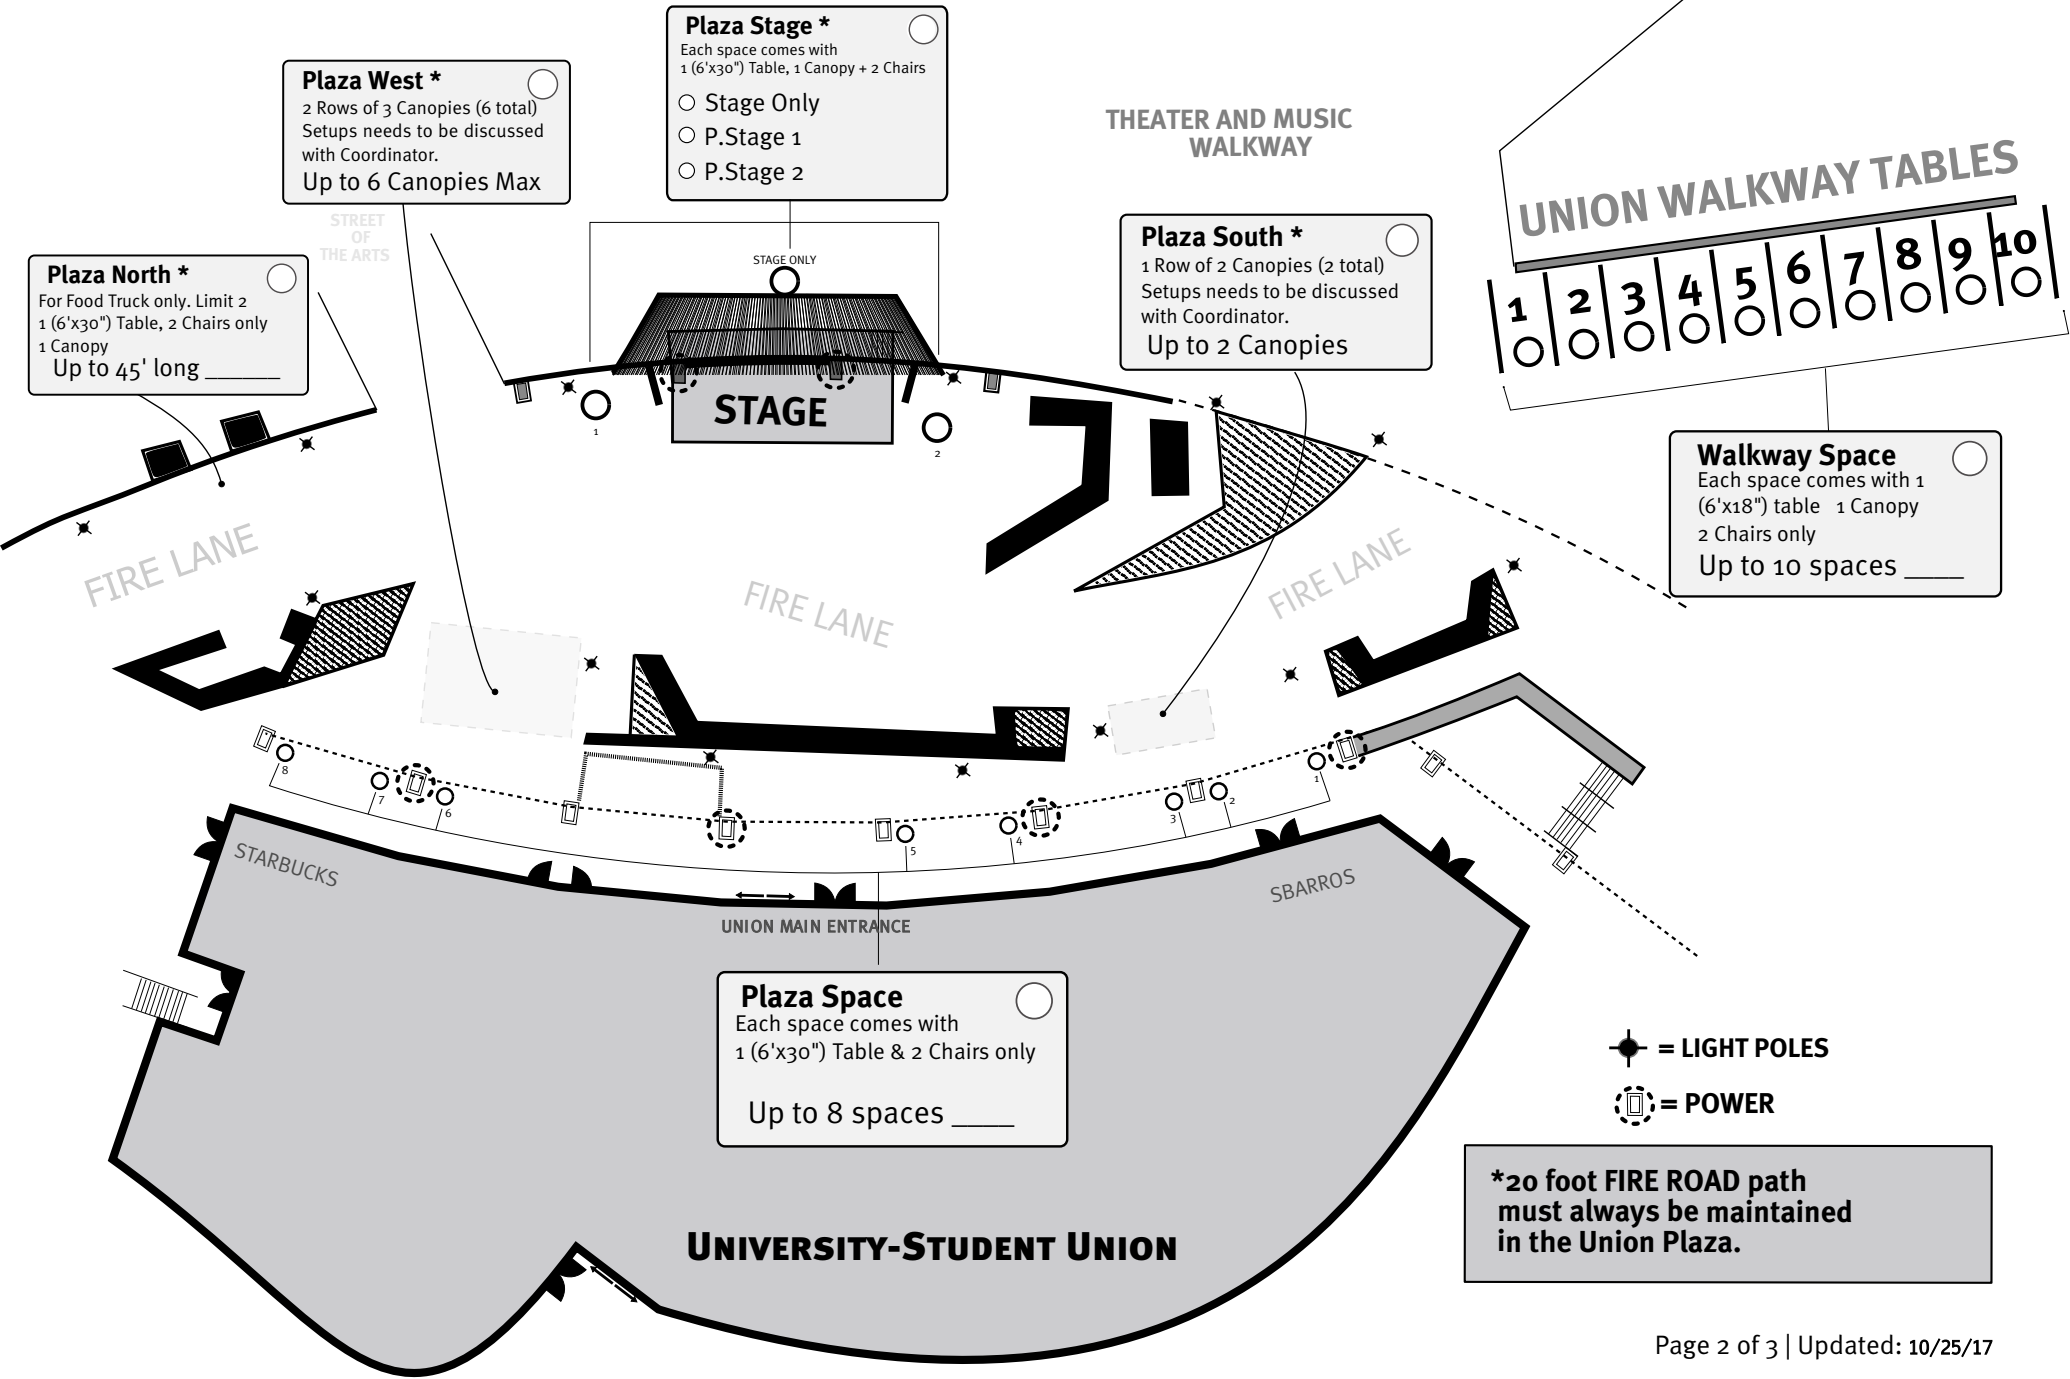 Plaza Stage *
Each space comes with
1 (6'x30") Table, 1 Canopy + 2 Chairs
Stage Only
P.Stage 1
P.Stage 2
Plaza West *
2 Rows of 3 Canopies (6 total)
Setups needs to be discussed
with Coordinator.
Up to 6 Canopies Max
THEATER AND MUSIC
WALKWAY
UNION WALKWAY TABLES
1 2 3 4 5 6 7 8 9 10
STREET
OF
THE ARTS
Plaza North *
For Food Truck only. Limit 2
1 (6'x30") Table, 2 Chairs only
1 Canopy
Up to 45' long ______
STAGE ONLY
Plaza South *
1 Row of 2 Canopies (2 total)
Setups needs to be discussed
with Coordinator.
Up to 2 Canopies
STAGE
1
2
Walkway Space
Each space comes with 1
(6'x18") table 1 Canopy
2 Chairs only
Up to 10 spaces ____
FIRE LANE
FIRE LANE
FIRE LANE
8
7
6
5
4
3
2
1
STARBUCKS
SBARROS
UNION MAIN ENTRANCE
Plaza Space
Each space comes with
1 (6'x30") Table & 2 Chairs only
Up to 8 spaces ____
= LIGHT POLES
= POWER
*20 foot FIRE ROAD path
must always be maintained
in the Union Plaza.
UNIVERSITY-STUDENT UNION
Page 2 of 3 | Updated: 10/25/17